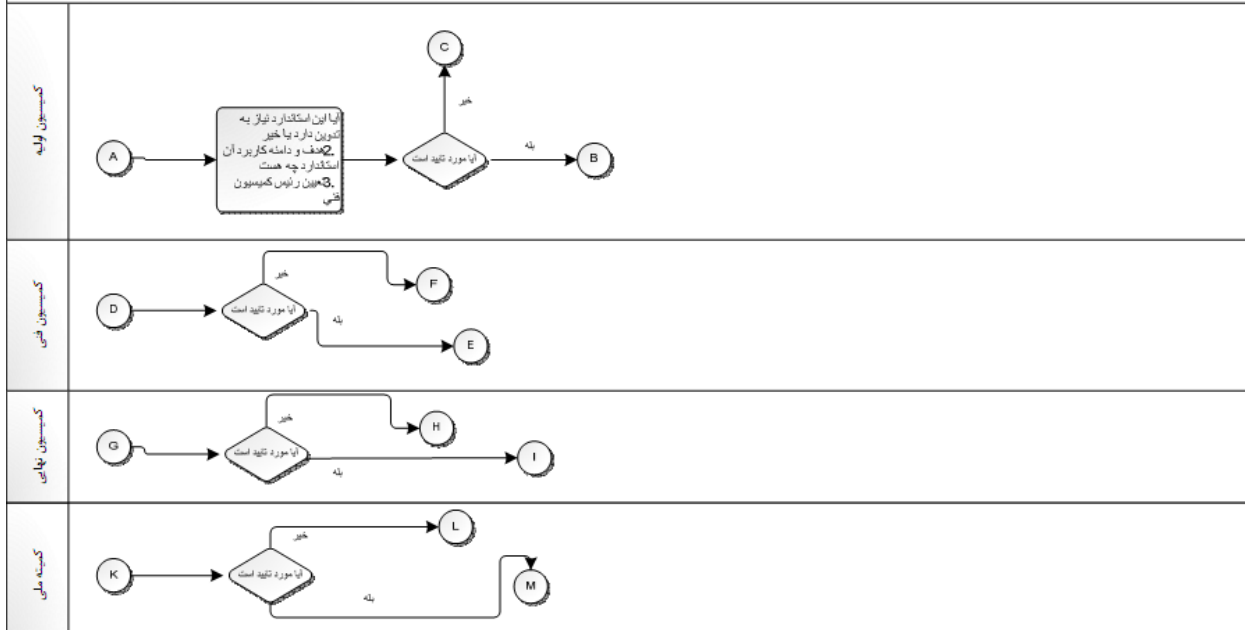 کمیسیون اولیه
A
آیا این استاندارد نیاز به
تدوین دارد یا خیر
2. هدف و دامنه کاربرد آن
استاندارد چه هست
3. تعیین رئیس کمیسیون
فنی
آیا مورد تایید است
خیر
C
بله
B
کمیسیون فنی
D
آیا مورد تایید است
خیر
F
بله
E
کمیسیون نهایی
G
آیا مورد تایید است
خیر
H
بله
I
کمیته ملی
K
آیا مورد تایید است
خیر
L
بله
M